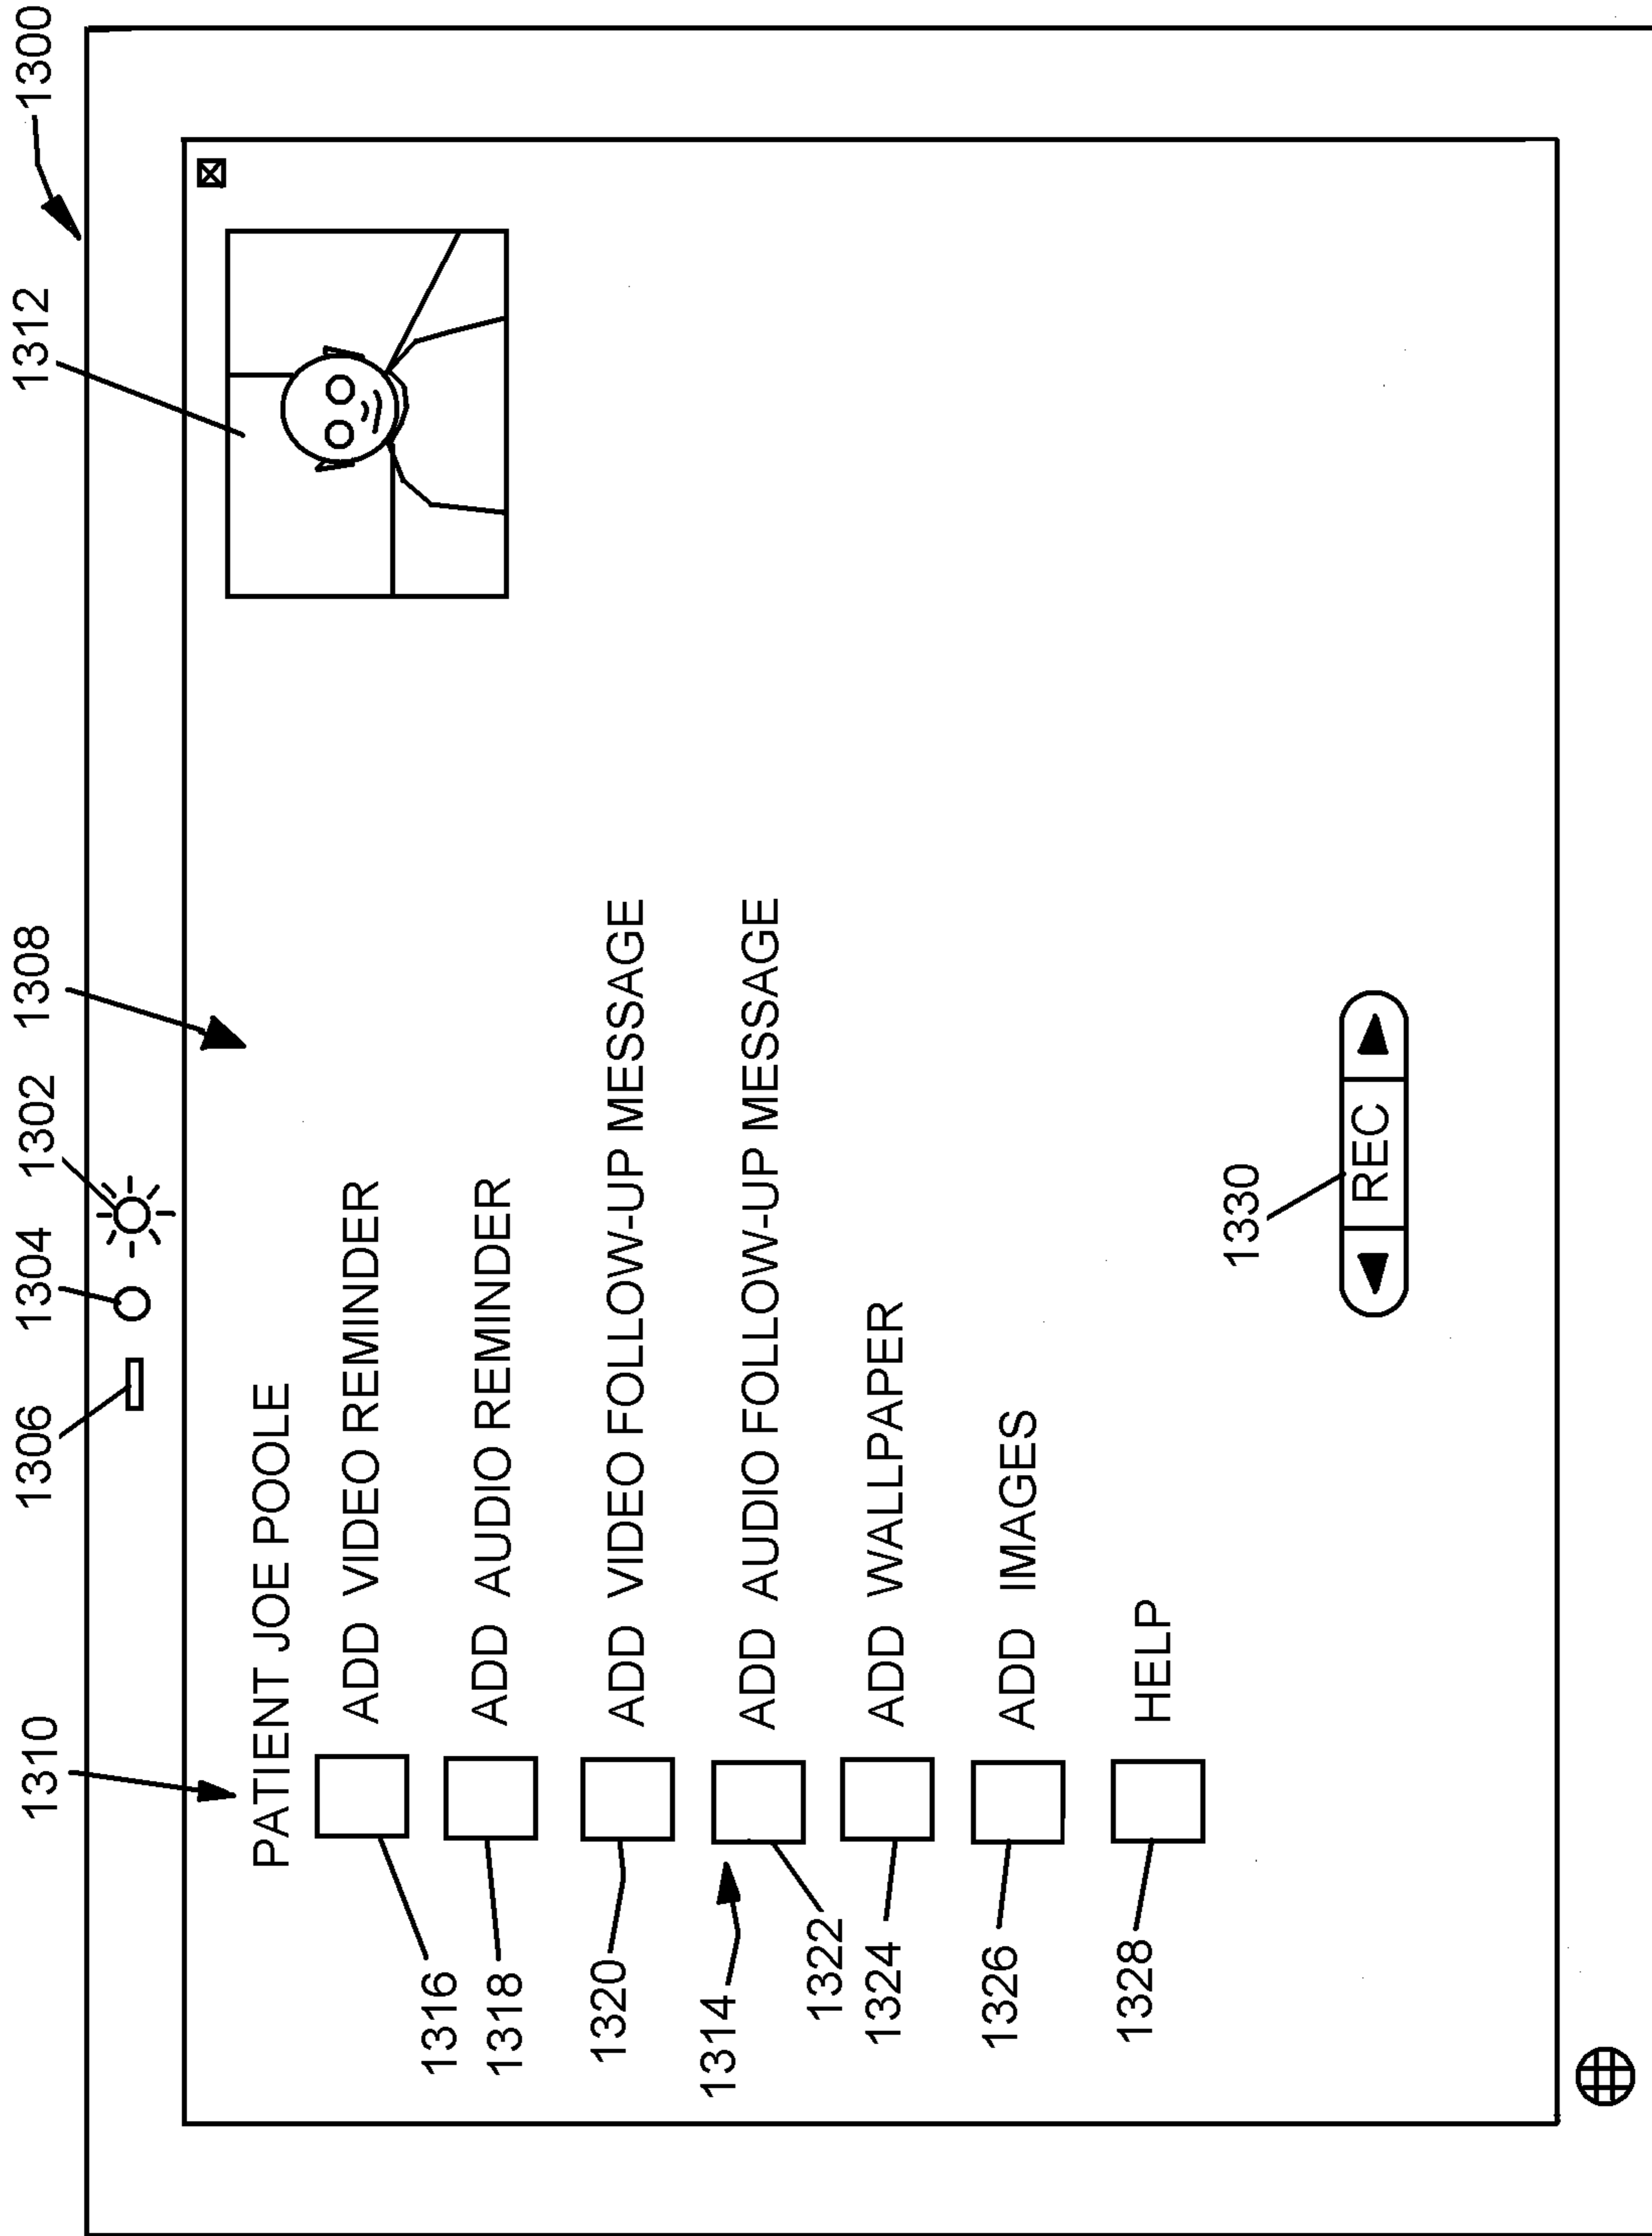 1306 1304 1302 1308 1312 1300
1310
PATIENT JOE POOLE
1316 ADD VIDEO REMINDER
1318 ADD AUDIO REMINDER
1320 ADD VIDEO FOLLOW-UP MESSAGE
1314
1322 ADD AUDIO FOLLOW-UP MESSAGE
1324 ADD WALLPAPER
1326 ADD IMAGES
1328 HELP
1330
REC